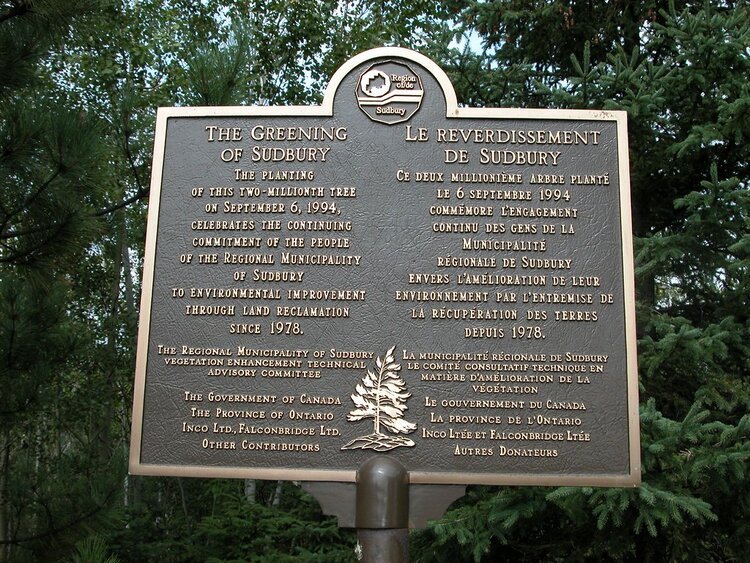 Region
of/de
Sudbury
The Greening
of Sudbury
The planting
of this two-millionth tree
on September 6, 1994,
celebrates the continuing
commitment of the people
of the Regional Municipality
of Sudbury
to environmental improvement
through land reclamation
since 1978.
The Regional Municipality of Sudbury
vegetation enhancement technical
advisory committee
The Government of Canada
The Province of Ontario
Inco Ltd., Falconbridge Ltd.
Other Contributors
Le reverdissement
de Sudbury
Ce deux millionième arbre planté
le 6 septembre 1994
commémore l'engagement
continu des gens de la
Municipalité
régionale de Sudbury
envers l'amélioration de leur
environnement par l'entremise de
la récupération des terres
depuis 1978.
La municipalité régionale de Sudbury
le comité consultatif technique en
matière d'amélioration de la
végétation
Le gouvernement du Canada
La province de l'Ontario
Inco Ltée et Falconbridge Ltée
Autres Donateurs